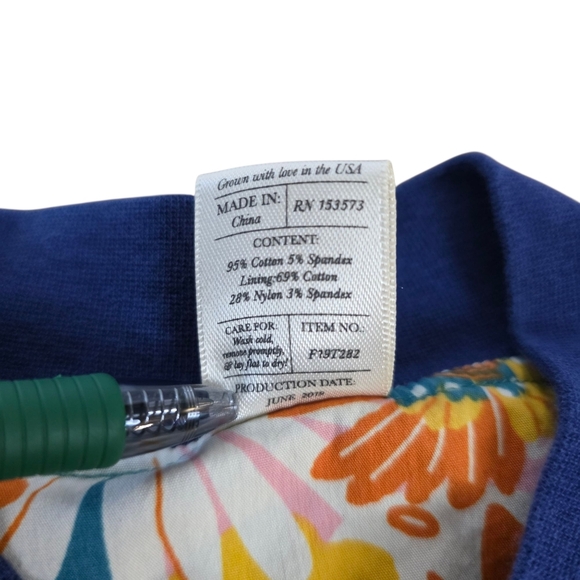 Grown with love in the USA
MADE IN: China
RN 153573
CONTENT:
95% Cotton 5% Spandex
Lining:69% Cotton
28% Nylon 3% Spandex
CARE FOR:
Wash cold,
remove promptly,
& lay flat to dry!
ITEM NO.
F19T282
PRODUCTION DATE:
JUNE 2019